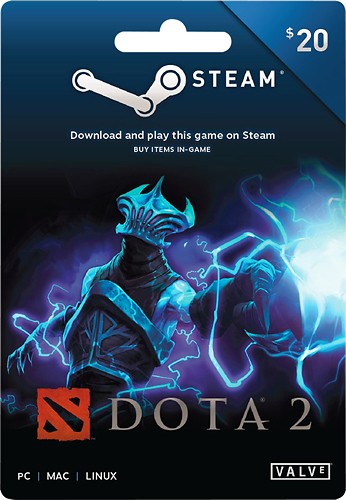 $20
STEAM®
Download and play this game on Steam
BUY ITEMS IN-GAME
DOTA 2
PC | MAC | LINUX
VALVE